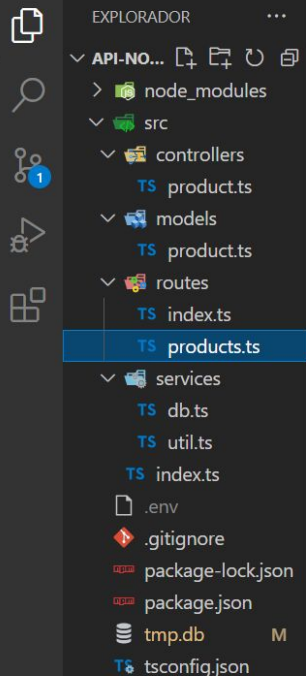 EXPLORADOR
API-NO...
node_modules
src
controllers
TS product.ts
models
TS product.ts
routes
TS index.ts
TS products.ts
services
TS db.ts
TS util.ts
TS index.ts
1
.env
.gitignore
package-lock.json
package.json
tmp.db M
TS tsconfig.json